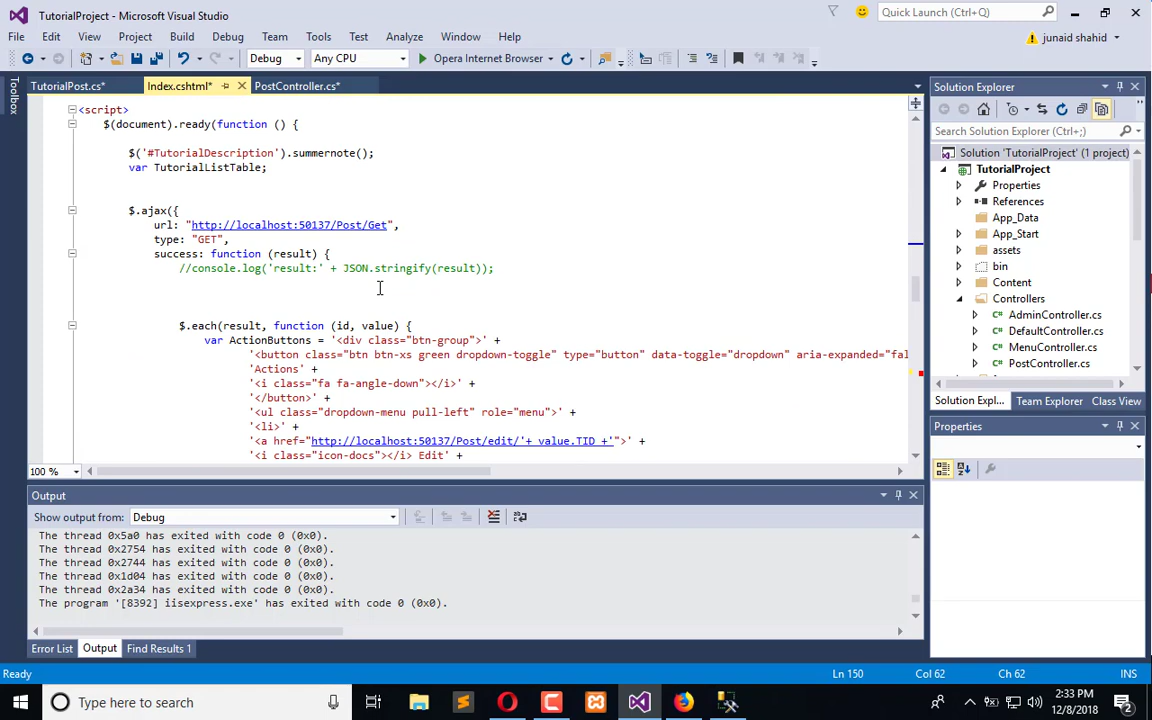 TutorialProject - Microsoft Visual Studio
Quick Launch (Ctrl+Q)
File Edit View Project Build Debug Team Tools Test Analyze Window Help
junaid shahid
Debug Any CPU Open Internet Browser
Toolbox
TutorialPost.cs* Index.cshtml* PostController.cs*
<script>
$(document).ready(function () {
$('#TutorialDescription').summernote();
var TutorialListTable;
$.ajax({
url: "http://localhost:50137/Post/Get",
type: "GET",
success: function (result) {
//console.log('result:' + JSON.stringify(result));
$.each(result, function (id, value) {
var ActionButtons = '<div class="btn-group">' +
'<button class="btn btn-xs green dropdown-toggle" type="button" data-toggle="dropdown" aria-expanded="fal
'Actions' +
'<i class="fa fa-angle-down"></i>' +
'</button>' +
'<ul class="dropdown-menu pull-left" role="menu">' +
'<li>' +
'<a href="http://localhost:50137/Post/edit/'+ value.TID +'">' +
'<i class="icon-docs"></i> Edit' +
100 %
Output
Show output from: Debug
The thread 0x5a0 has exited with code 0 (0x0).
The thread 0x2754 has exited with code 0 (0x0).
The thread 0x2744 has exited with code 0 (0x0).
The thread 0x1d04 has exited with code 0 (0x0).
The thread 0x2a34 has exited with code 0 (0x0).
The program '[8392] iisexpress.exe' has exited with code 0 (0x0).
Error List Output Find Results 1
Solution Explorer
Search Solution Explorer (Ctrl+;)
Solution 'TutorialProject' (1 project)
TutorialProject
Properties
References
App_Data
App_Start
assets
bin
Content
Controllers
AdminController.cs
DefaultController.cs
MenuController.cs
PostController.cs
Solution Expl... Team Explorer Class View
Properties
Ready Ln 150 Col 62 Ch 62 INS
Type here to search
2:33 PM
12/8/2018
2